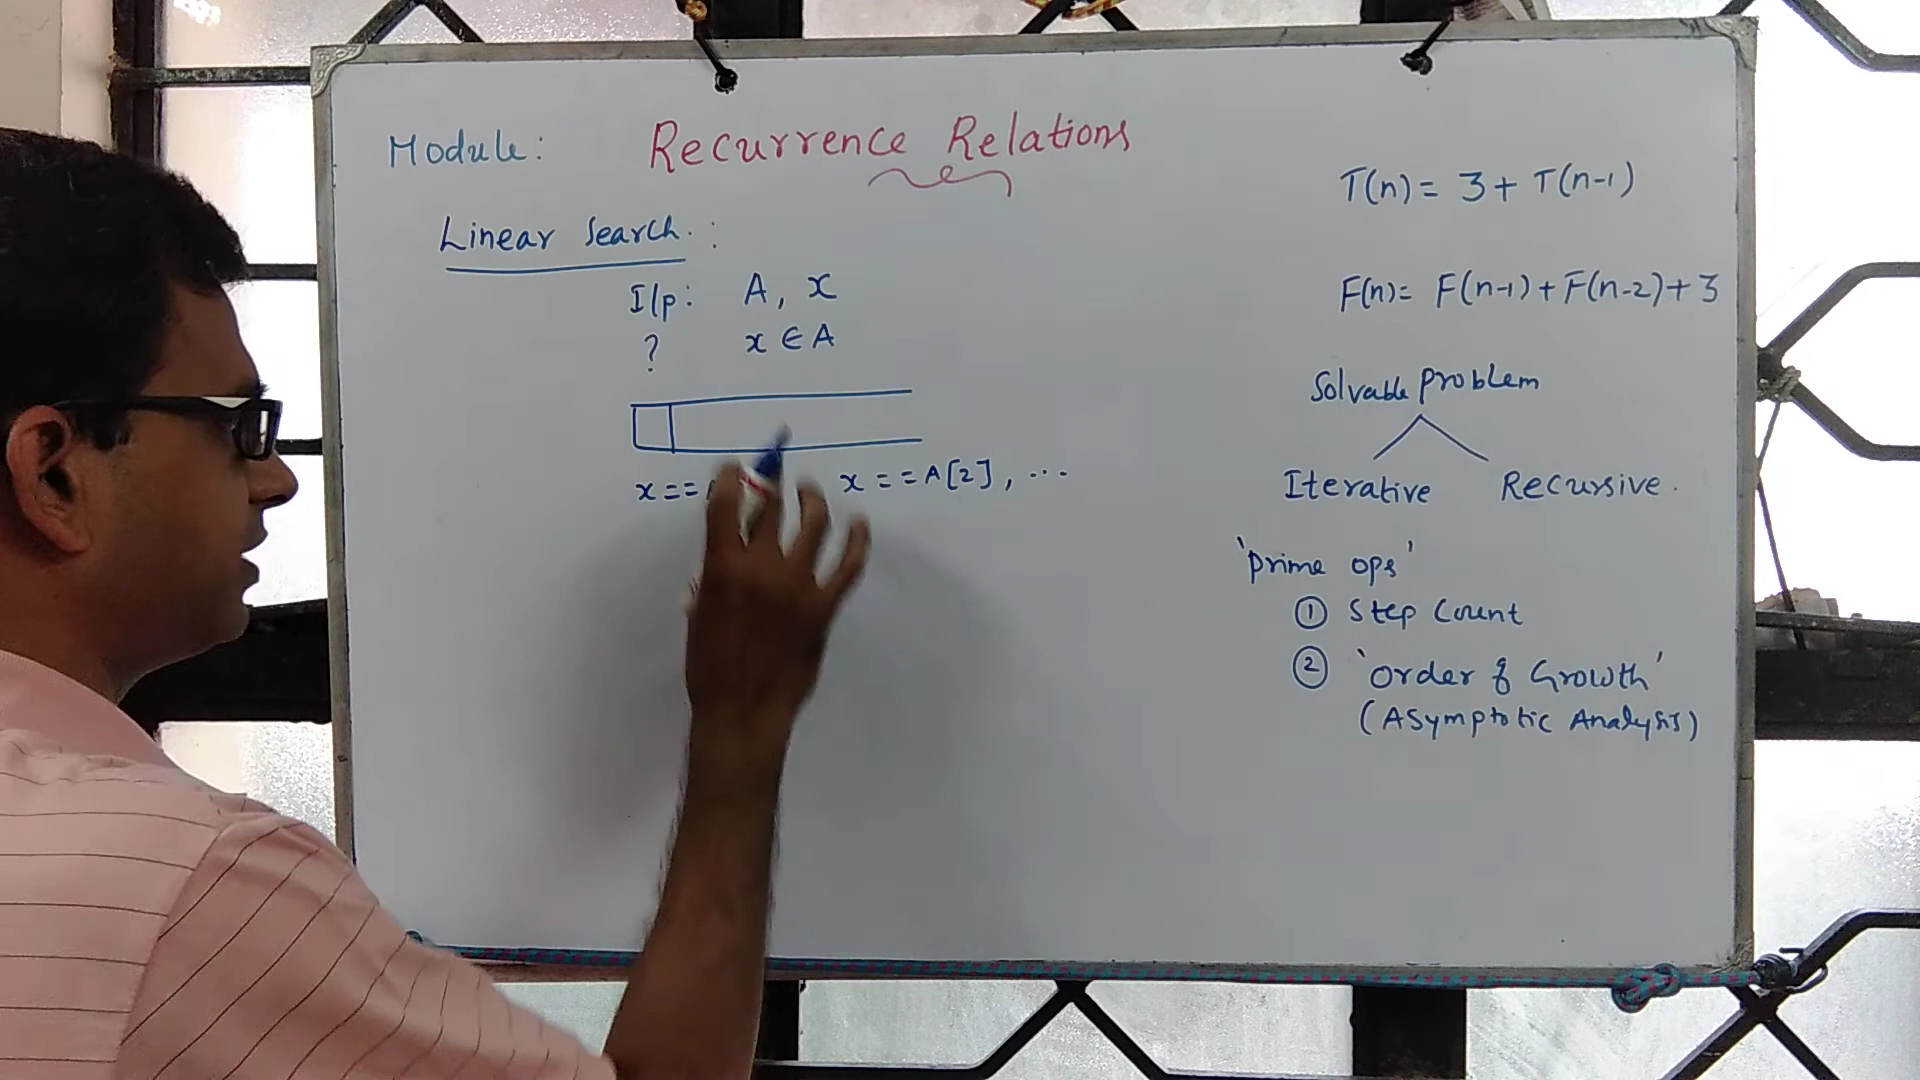 Module: Recurrence Relations
Linear Search :
I/p: A, x
? x ∈ A
x == x == A[2], ...
T(n) = 3 + T(n-1)
F(n) = F(n-1) + F(n-2) + 3
Solvable Problem
Iterative Recursive.
'Prime ops'
① Step Count
② 'Order of Growth'
(Asymptotic Analysis)